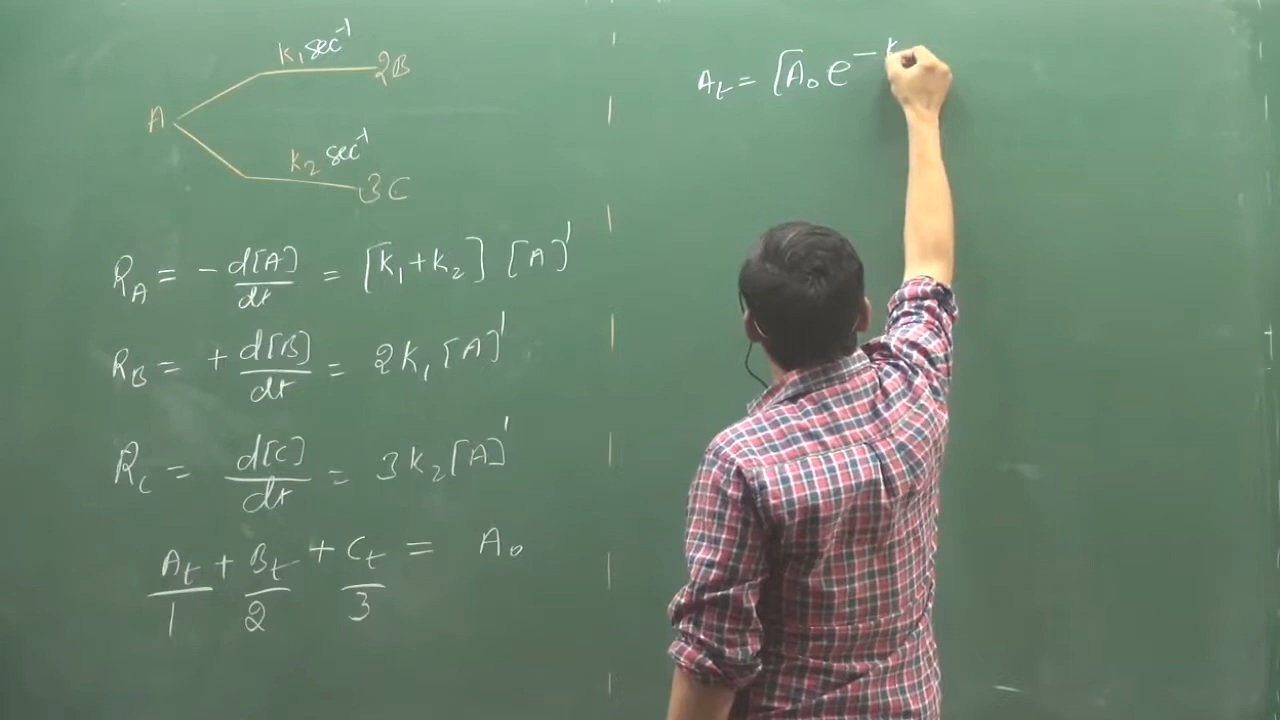 k₁ sec⁻¹
2B
A
k₂ sec⁻¹
3C
R_A = - d[A]/dt = [k₁+k₂] [A]¹
R_B = + d[B]/dt = 2k₁[A]¹
R_C = d[C]/dt = 3k₂[A]¹
A_t/1 + B_t/2 + C_t/3 = A₀
A_t = [A₀ e^-k